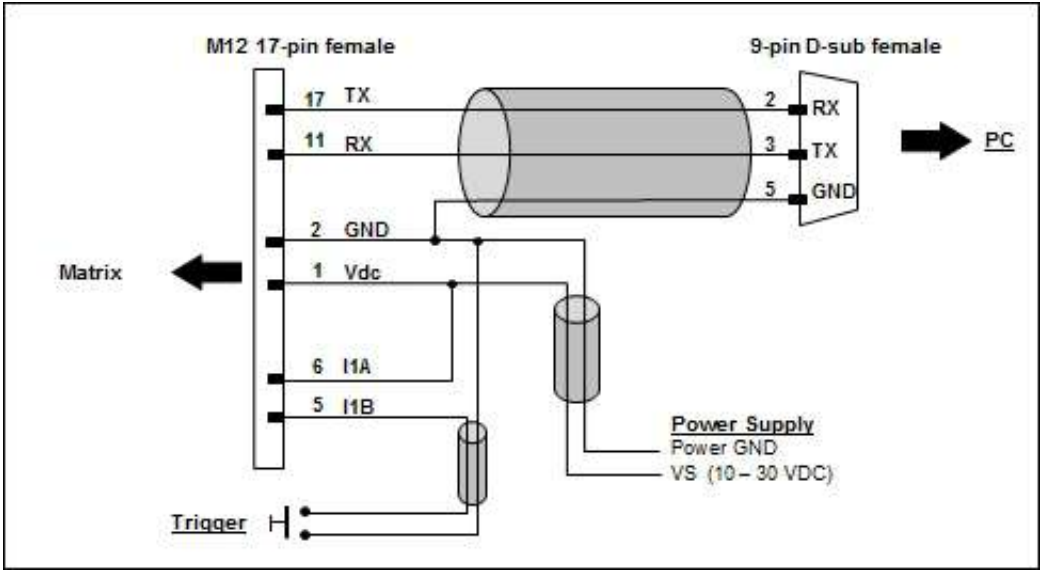 M12 17-pin female
9-pin D-sub female
17 TX
2 RX
11 RX
3 TX
PC
5 GND
2 GND
Matrix
1 Vdc
6 I1A
5 I1B
Power Supply
Power GND
VS (10 – 30 VDC)
Trigger